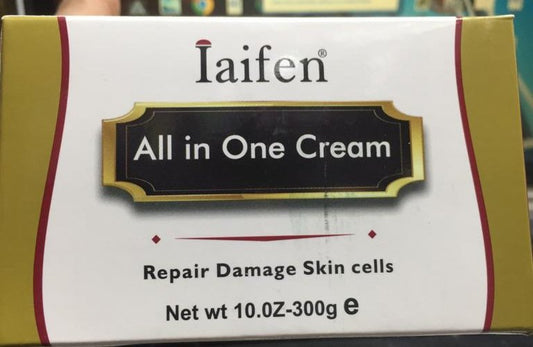 Iaifen®
All in One Cream
Repair Damage Skin cells
Net wt 10.0Z-300g e